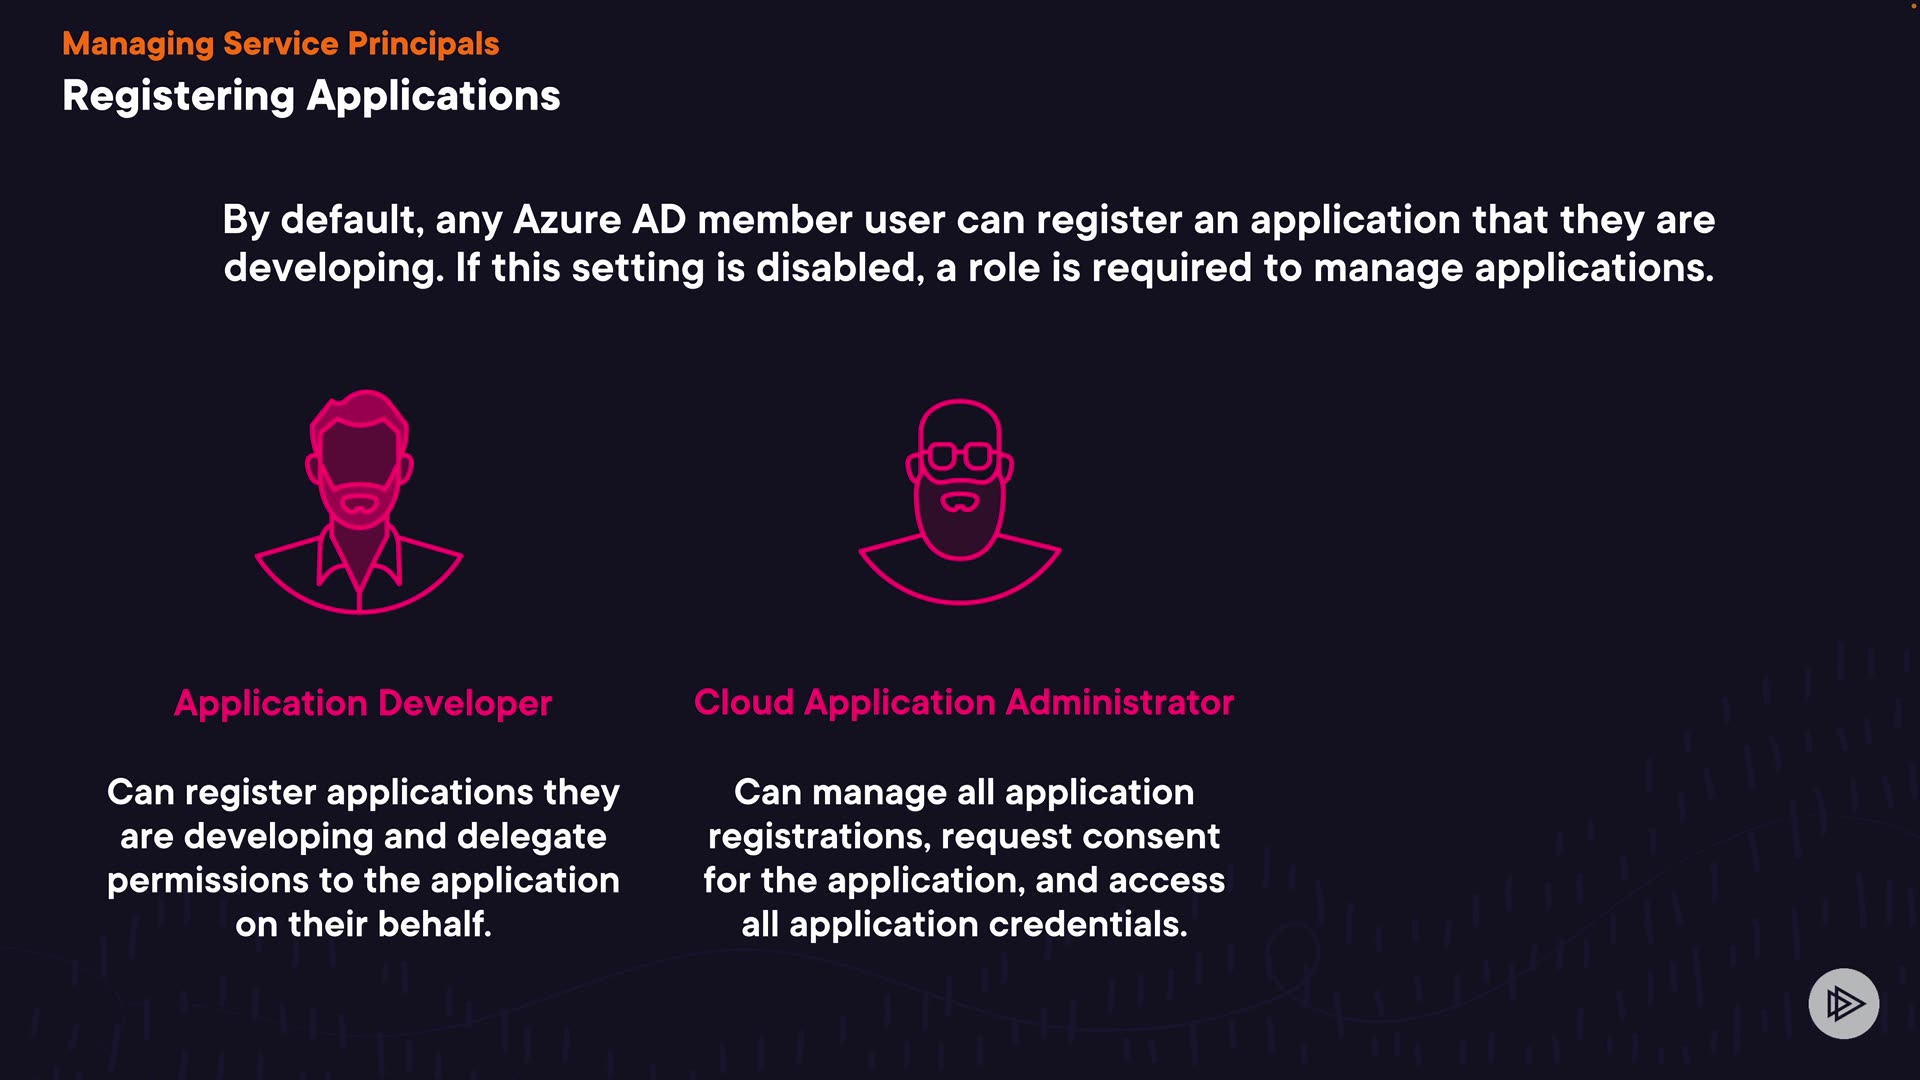 Managing Service Principals
Registering Applications
By default, any Azure AD member user can register an application that they are
developing. If this setting is disabled, a role is required to manage applications.
Application Developer
Can register applications they
are developing and delegate
permissions to the application
on their behalf.
Cloud Application Administrator
Can manage all application
registrations, request consent
for the application, and access
all application credentials.